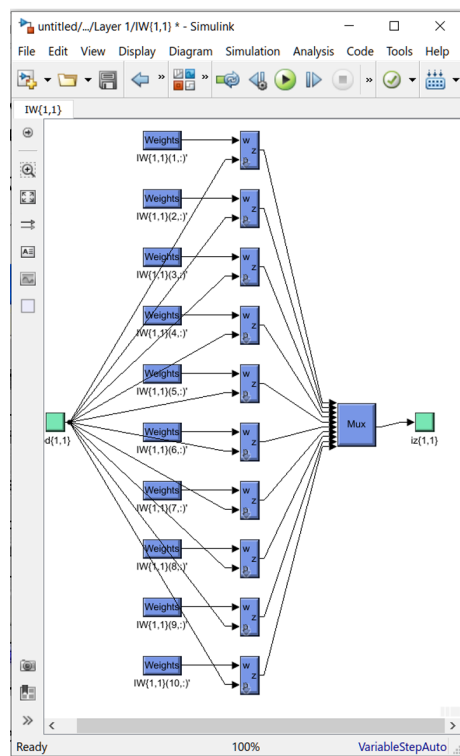 untitled/.../Layer 1/IW{1,1} * - Simulink
File Edit View Display Diagram Simulation Analysis Code Tools Help
» » »
IW{1,1}
Weights w z p
IW{1,1}(1,:)'
Weights w z p
IW{1,1}(2,:)'
Weights w z p
IW{1,1}(3,:)'
Weights w z p
IW{1,1}(4,:)'
Weights w z p
IW{1,1}(5,:)'
Mux
d{1,1}
iz{1,1}
Weights w z p
IW{1,1}(6,:)'
Weights w z p
IW{1,1}(7,:)'
Weights w z p
IW{1,1}(8,:)'
Weights w z p
IW{1,1}(9,:)'
Weights w z p
IW{1,1}(10,:)'
Ready 100% VariableStepAuto